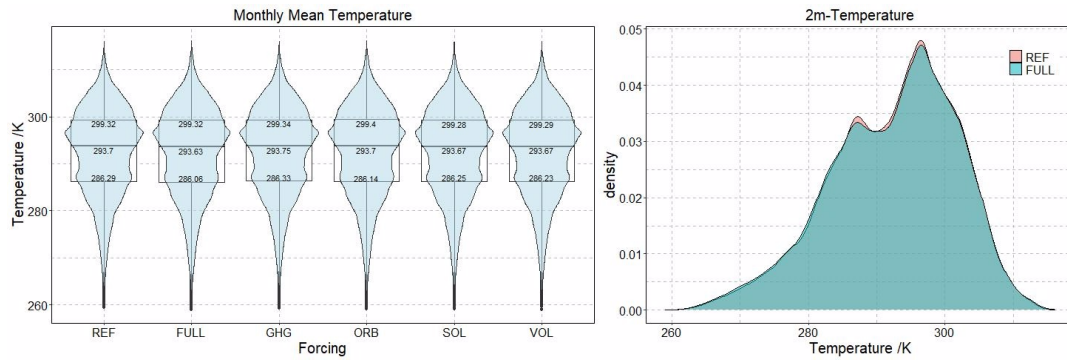 Monthly Mean Temperature
Temperature /K
300
280
260
299.32 299.32 299.34 299.4 299.28 299.29
293.7 293.63 293.75 293.7 293.67 293.67
286.29 286.06 286.33 286.14 286.25 286.23
REF FULL GHG ORB SOL VOL
Forcing
2m-Temperature
density
0.05
0.04
0.03
0.02
0.01
0.00
REF
FULL
260 280 300
Temperature /K